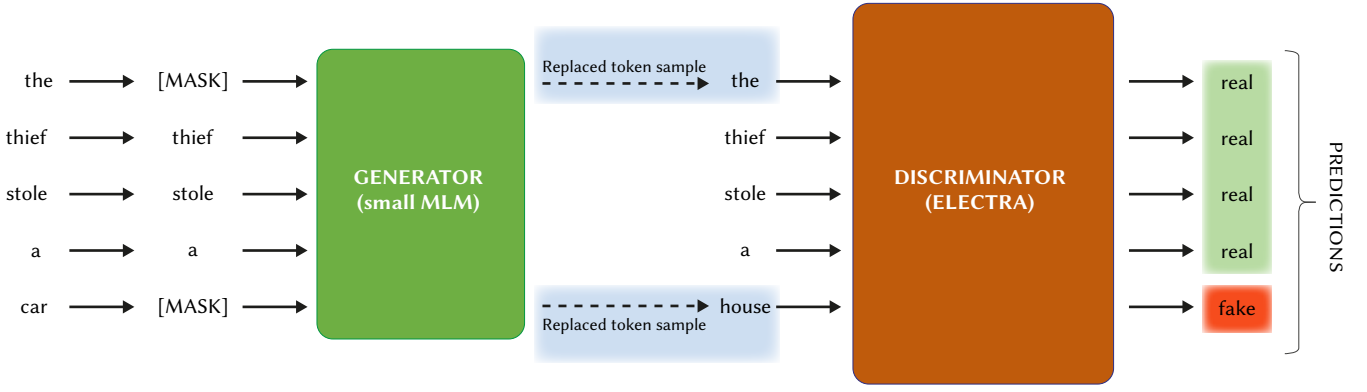 Replaced token sample
the [MASK] the real
thief thief thief real
GENERATOR
(small MLM)
DISCRIMINATOR
(ELECTRA)
stole stole stole real
a a a real
car [MASK] house fake
Replaced token sample
PREDICTIONS